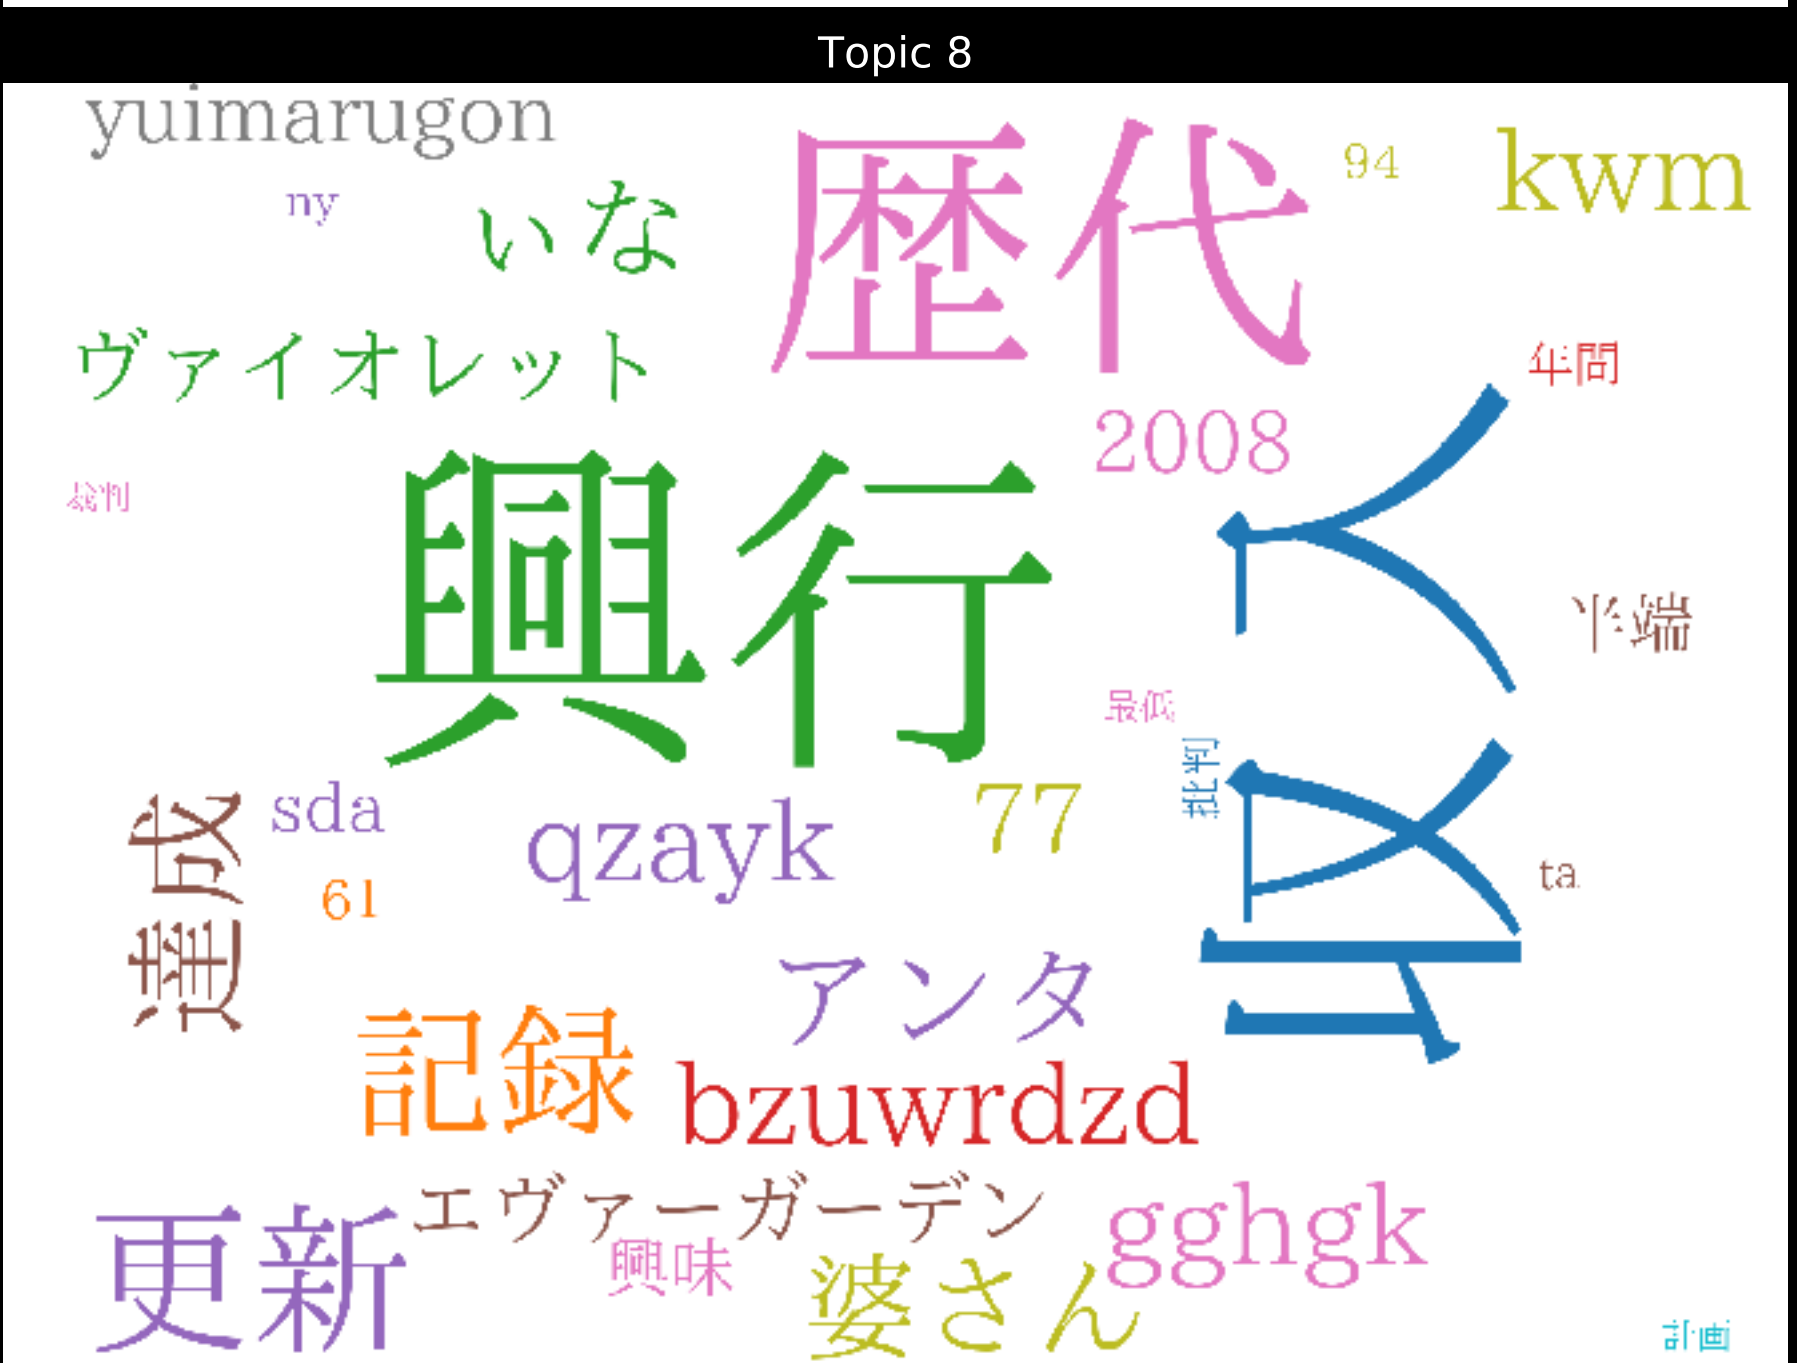 Topic 8
yuimarugon
歴代
94
kwm
ny
いな
ヴァイオレット
年間
2008
裁判
興行
収入
半端
最低
批判
達成
sda
qzayk
77
ta
61
アンタ
記録
bzuwrdzd
エヴァーガーデン
更新
興味
婆さん
gghgk
計画